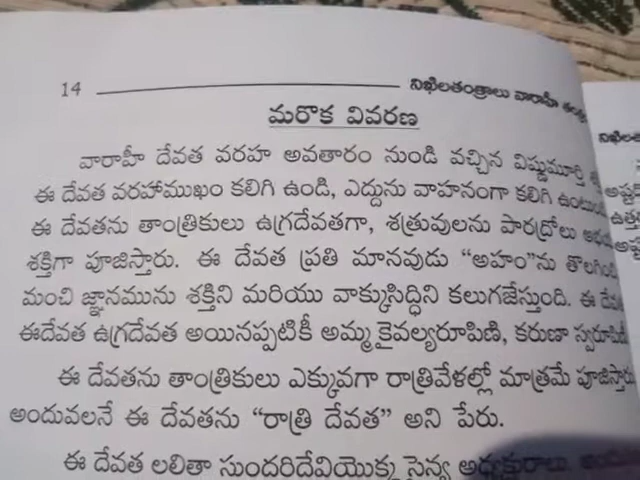 14 నిఖిలతంత్రాలు వారాహీ
మరొక వివరణ
వారాహీ దేవత వరహ అవతారం నుండి వచ్చిన విష్ణుమూర్తి
ఈ దేవత వరహాముఖం కలిగి ఉండి, ఎద్దును వాహనంగా కలిగి
ఈ దేవతను తాంత్రికులు ఉగ్రదేవతగా, శత్రువులను పారద్రోలు
శక్తిగా పూజిస్తారు. ఈ దేవత ప్రతి మానవుడు “అహం”ను
మంచి జ్ఞానమును శక్తిని మరియు వాక్కుసిద్ధిని కలుగజేస్తుంది. ఈ
ఈదేవత ఉగ్రదేవత అయినప్పటికీ అమ్మ కైవల్యరూపిణి, కరుణా
ఈ దేవతను తాంత్రికులు ఎక్కువగా రాత్రివేళల్లో మాత్రమే
అందువలనే ఈ దేవతను “రాత్రి దేవత” అని పేరు.
ఈ దేవత లలితా సుందరిదేవియొక్క సైన్య